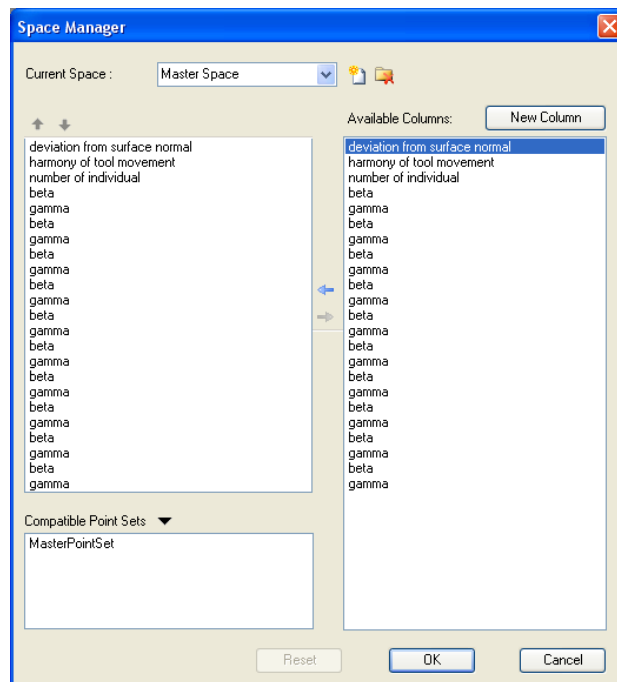 Space Manager
Current Space :
Master Space
Available Columns:
New Column
deviation from surface normal
harmony of tool movement
number of individual
beta
gamma
beta
gamma
beta
gamma
beta
gamma
beta
gamma
beta
gamma
beta
gamma
beta
gamma
beta
gamma
beta
gamma
deviation from surface normal
harmony of tool movement
number of individual
beta
gamma
beta
gamma
beta
gamma
beta
gamma
beta
gamma
beta
gamma
beta
gamma
beta
gamma
beta
gamma
beta
gamma
Compatible Point Sets
MasterPointSet
Reset
OK
Cancel